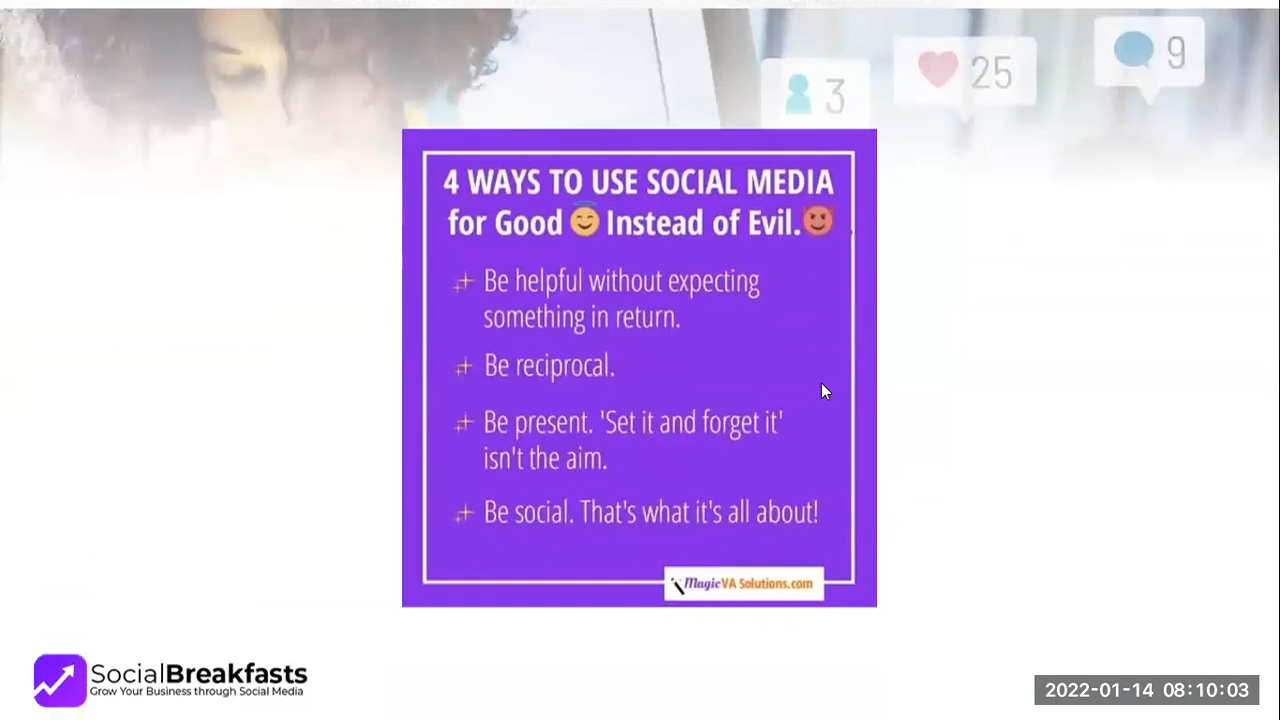 3
25
9
4 WAYS TO USE SOCIAL MEDIA
for Good 😇 Instead of Evil.😈
Be helpful without expecting
something in return.
Be reciprocal.
Be present. 'Set it and forget it'
isn't the aim.
Be social. That's what it's all about!
MagicVA Solutions.com
SocialBreakfasts
Grow Your Business through Social Media
2022-01-14 08:10:03